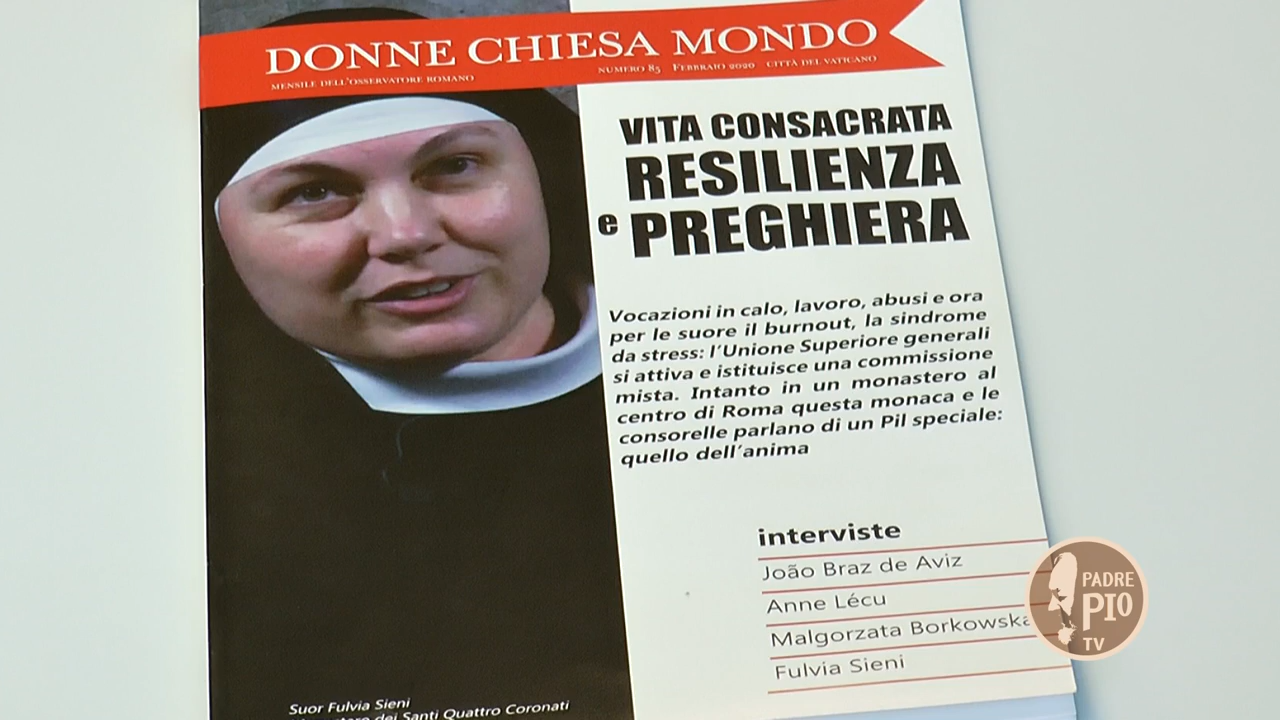 DONNE CHIESA MONDO
MENSILE DELL'OSSERVATORE ROMANO
NUMERO 85 FEBBRAIO 2020 CITTÀ DEL VATICANO
VITA CONSACRATA
RESILIENZA
e PREGHIERA
Vocazioni in calo, lavoro, abusi e ora
per le suore il burnout, la sindrome
da stress: l'Unione Superiore generali
si attiva e istituisce una commissione
mista. Intanto in un monastero al
centro di Roma questa monaca e le
consorelle parlano di un Pil speciale:
quello dell'anima
interviste
João Braz de Aviz
Anne Lécu
Malgorzata Borkowska
Fulvia Sieni
Suor Fulvia Sieni
dei Santi Quattro Coronati
PADRE
PIO
TV